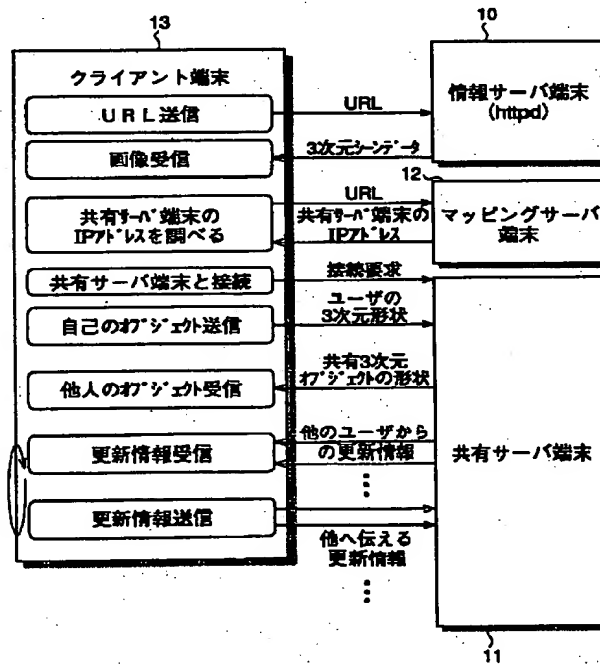 13
クライアント端末
URL送信
画像受信
共有サーバ端末の
IPアドレスを調べる
共有サーバ端末と接続
自己のオブジェクト送信
他人のオブジェクト受信
更新情報受信
更新情報送信
URL
3次元シーンデータ
URL
共有サーバ端末の
IPアドレス
接続要求
ユーザの
3次元形状
共有3次元
オブジェクトの形状
他のユーザから
の更新情報
他へ伝える
更新情報
10
情報サーバ端末
(httpd)
12
マッピングサーバ
端末
共有サーバ端末
11